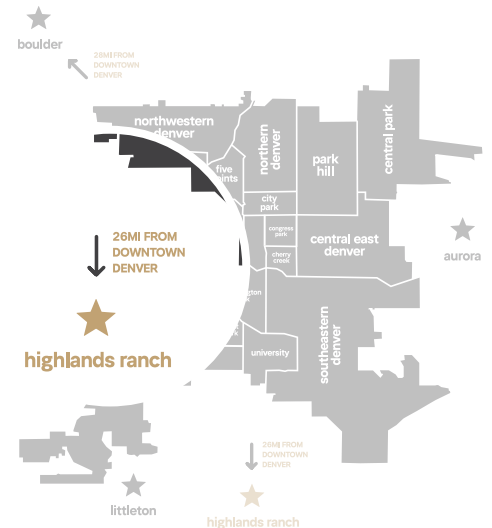 boulder
28MI FROM
DOWNTOWN
DENVER
northwestern
denver
five
northern
denver
park
hill
central park
city
park
congress
park
cherry
creek
central east
denver
aurora
26MI FROM
DOWNTOWN
DENVER
highlands ranch
university
southeastern
denver
26MI FROM
DOWNTOWN
DENVER
littleton
highlands ranch